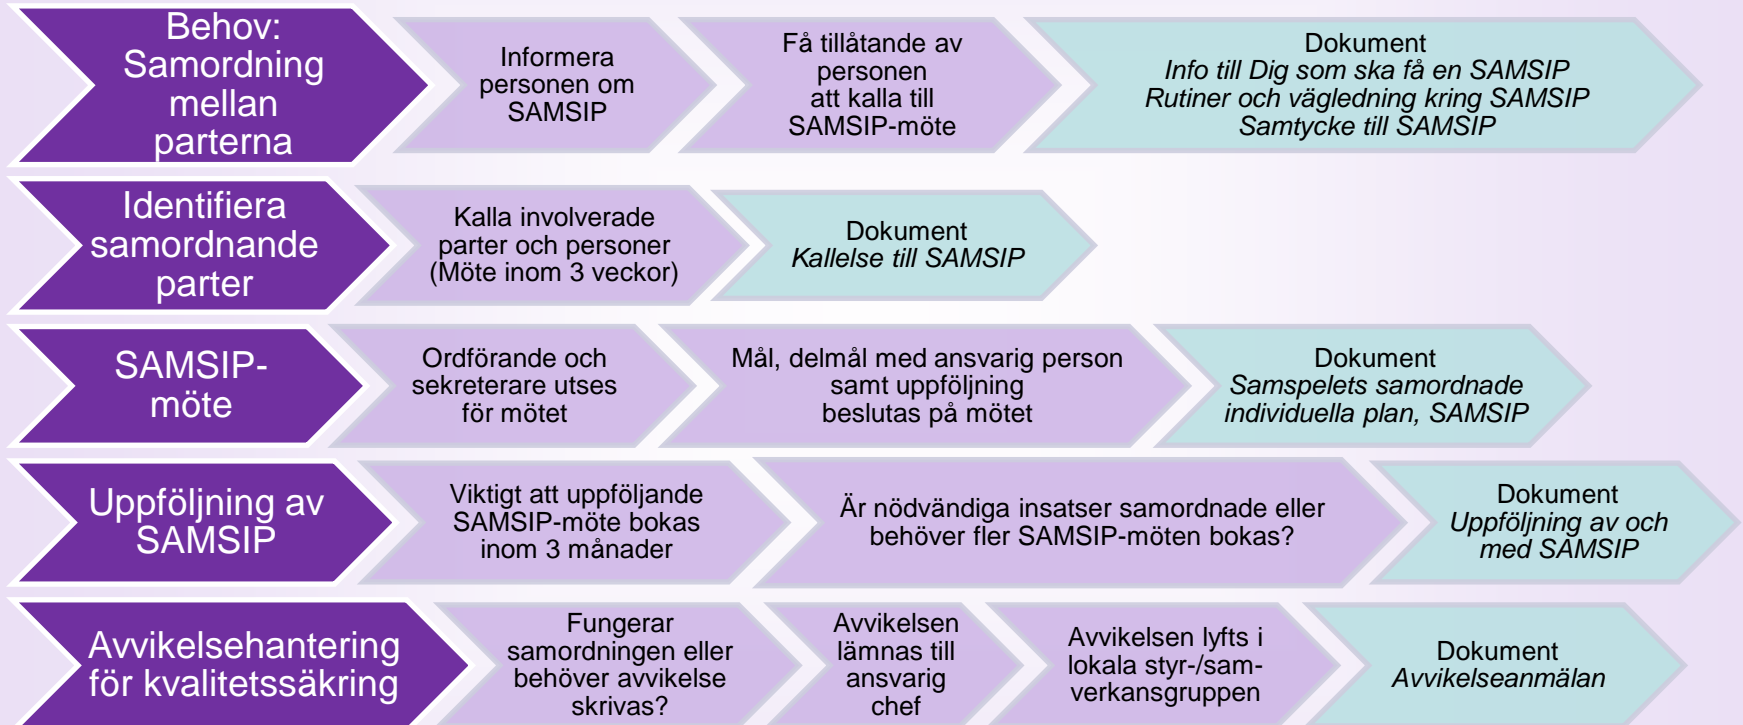 Behov:
Samordning
mellan
parterna
Informera
personen om
SAMSIP
Få tillåtande av
personen
att kalla till
SAMSIP-möte
Dokument
Info till Dig som ska få en SAMSIP
Rutiner och vägledning kring SAMSIP
Samtycke till SAMSIP
Identifiera
samordnande
parter
Kalla involverade
parter och personer
(Möte inom 3 veckor)
Dokument
Kallelse till SAMSIP
SAMSIP-
möte
Ordförande och
sekreterare utses
för mötet
Mål, delmål med ansvarig person
samt uppföljning
beslutas på mötet
Dokument
Samspelets samordnade
individuella plan, SAMSIP
Uppföljning av
SAMSIP
Viktigt att uppföljande
SAMSIP-möte bokas
inom 3 månader
Är nödvändiga insatser samordnade eller
behöver fler SAMSIP-möten bokas?
Dokument
Uppföljning av och
med SAMSIP
Avvikelsehantering
för kvalitetssäkring
Fungerar
samordningen eller
behöver avvikelse
skrivas?
Avvikelsen
lämnas till
ansvarig
chef
Avvikelsen lyfts i
lokala styr-/sam-
verkansgruppen
Dokument
Avvikelseanmälan